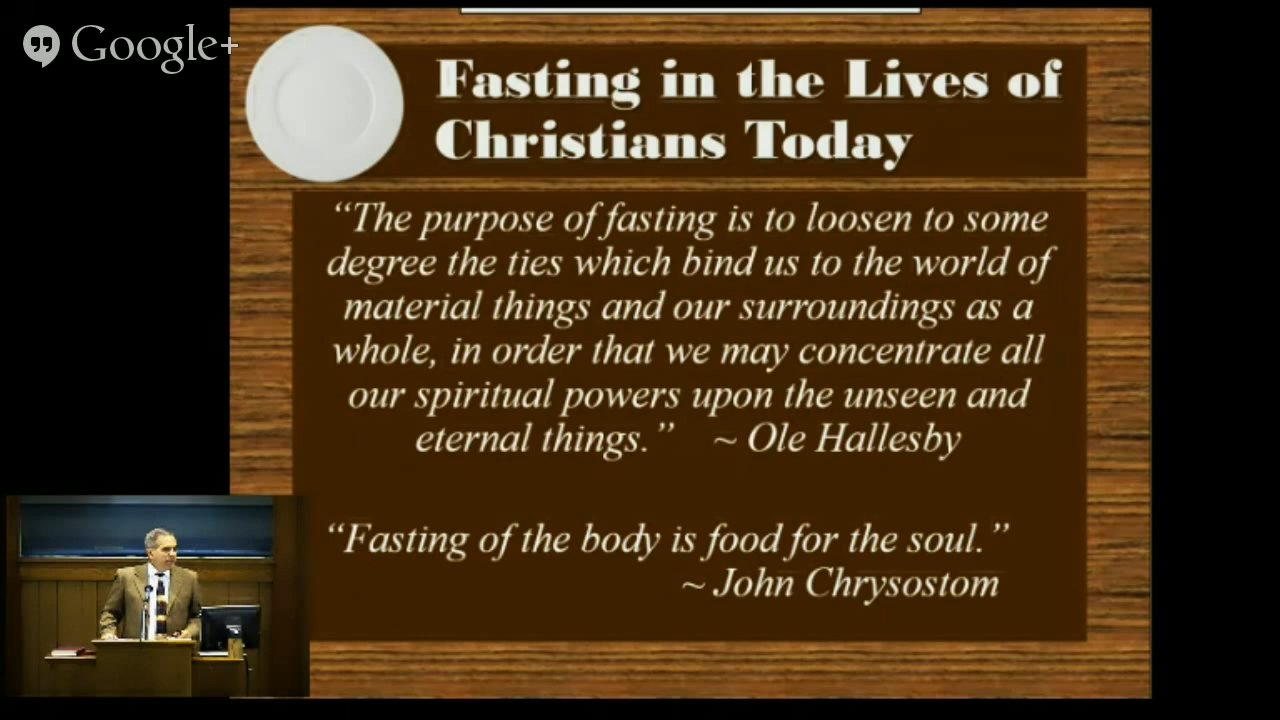 Google+
Fasting in the Lives of
Christians Today
“The purpose of fasting is to loosen to some
degree the ties which bind us to the world of
material things and our surroundings as a
whole, in order that we may concentrate all
our spiritual powers upon the unseen and
eternal things.” ~ Ole Hallesby
“Fasting of the body is food for the soul.”
~ John Chrysostom